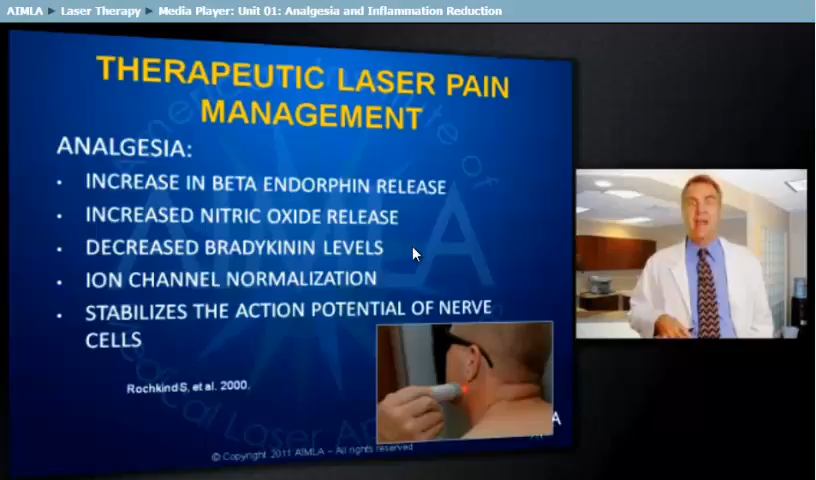 AIMLA ► Laser Therapy ► Media Player: Unit 01: Analgesia and Inflammation Reduction
THERAPEUTIC LASER PAIN
MANAGEMENT
ANALGESIA:
• INCREASE IN BETA ENDORPHIN RELEASE
• INCREASED NITRIC OXIDE RELEASE
• DECREASED BRADYKININ LEVELS
• ION CHANNEL NORMALIZATION
• STABILIZES THE ACTION POTENTIAL OF NERVE
CELLS
Rochkind S, et al. 2000.
AIMLA
© Copyright 2011 AIMLA – All rights reserved